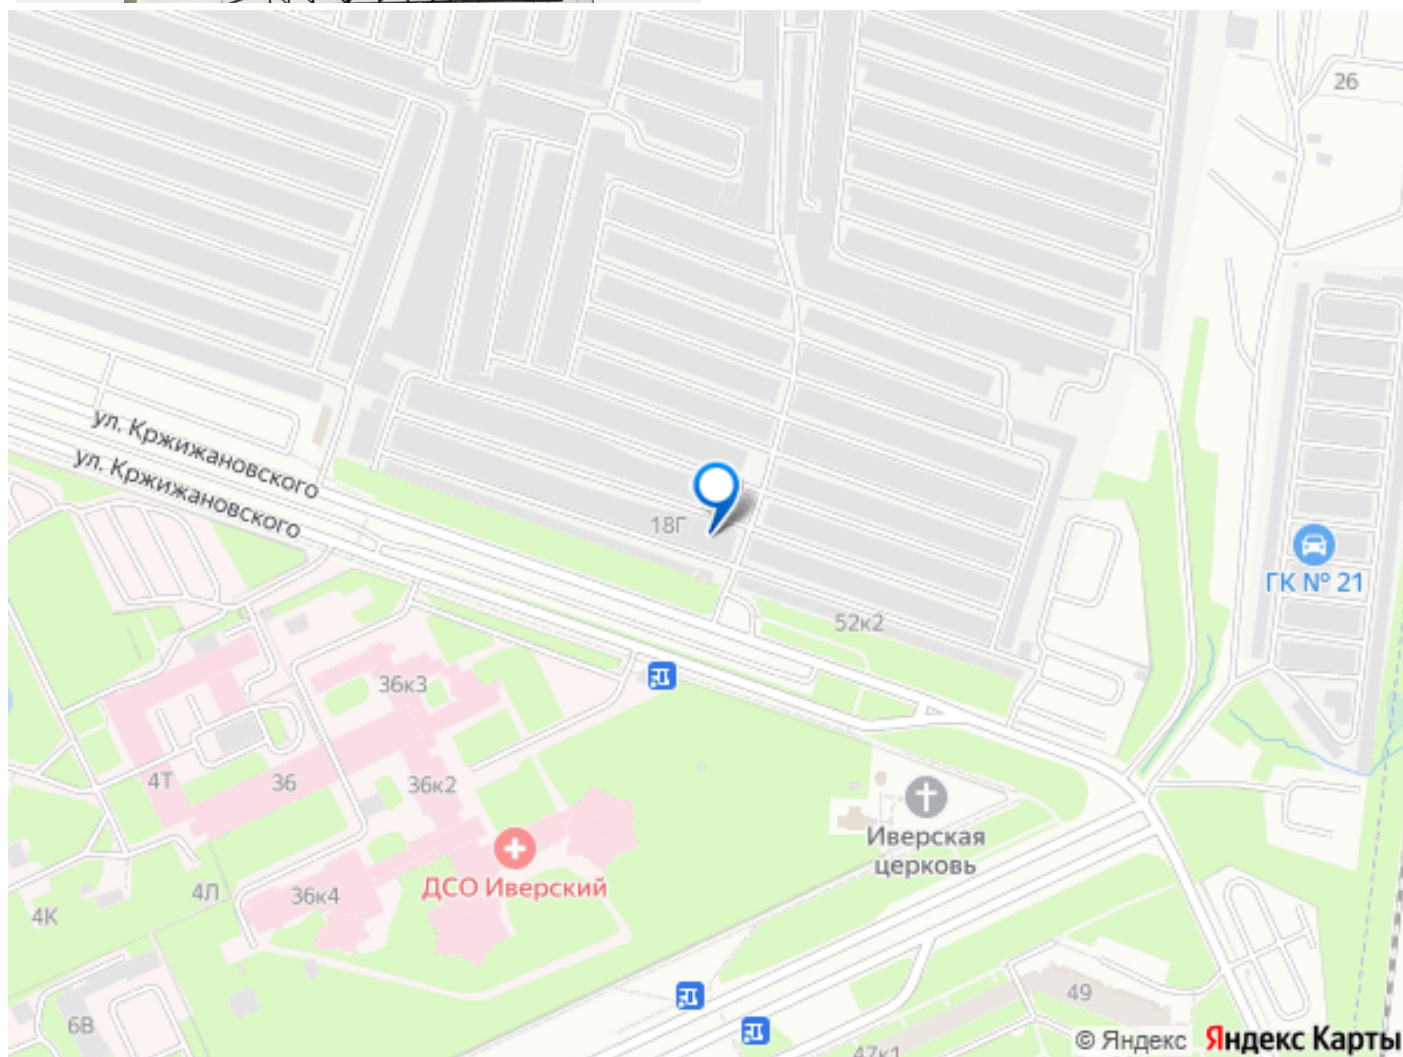 26
ул. Кржижановского
ул. Кржижановского
18Г
ГК № 21
52к2
36к3
4Т
36
36к2
Иверская
церковь
ДСО Иверский
4Л
36к4
4К
49
6В
47к1
© Яндекс Яндекс Карты